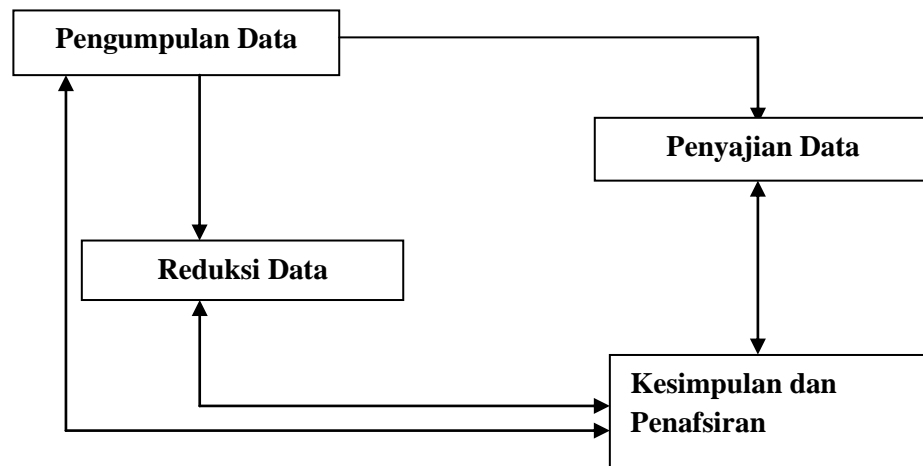 Pengumpulan Data
Penyajian Data
Reduksi Data
Kesimpulan dan
Penafsiran